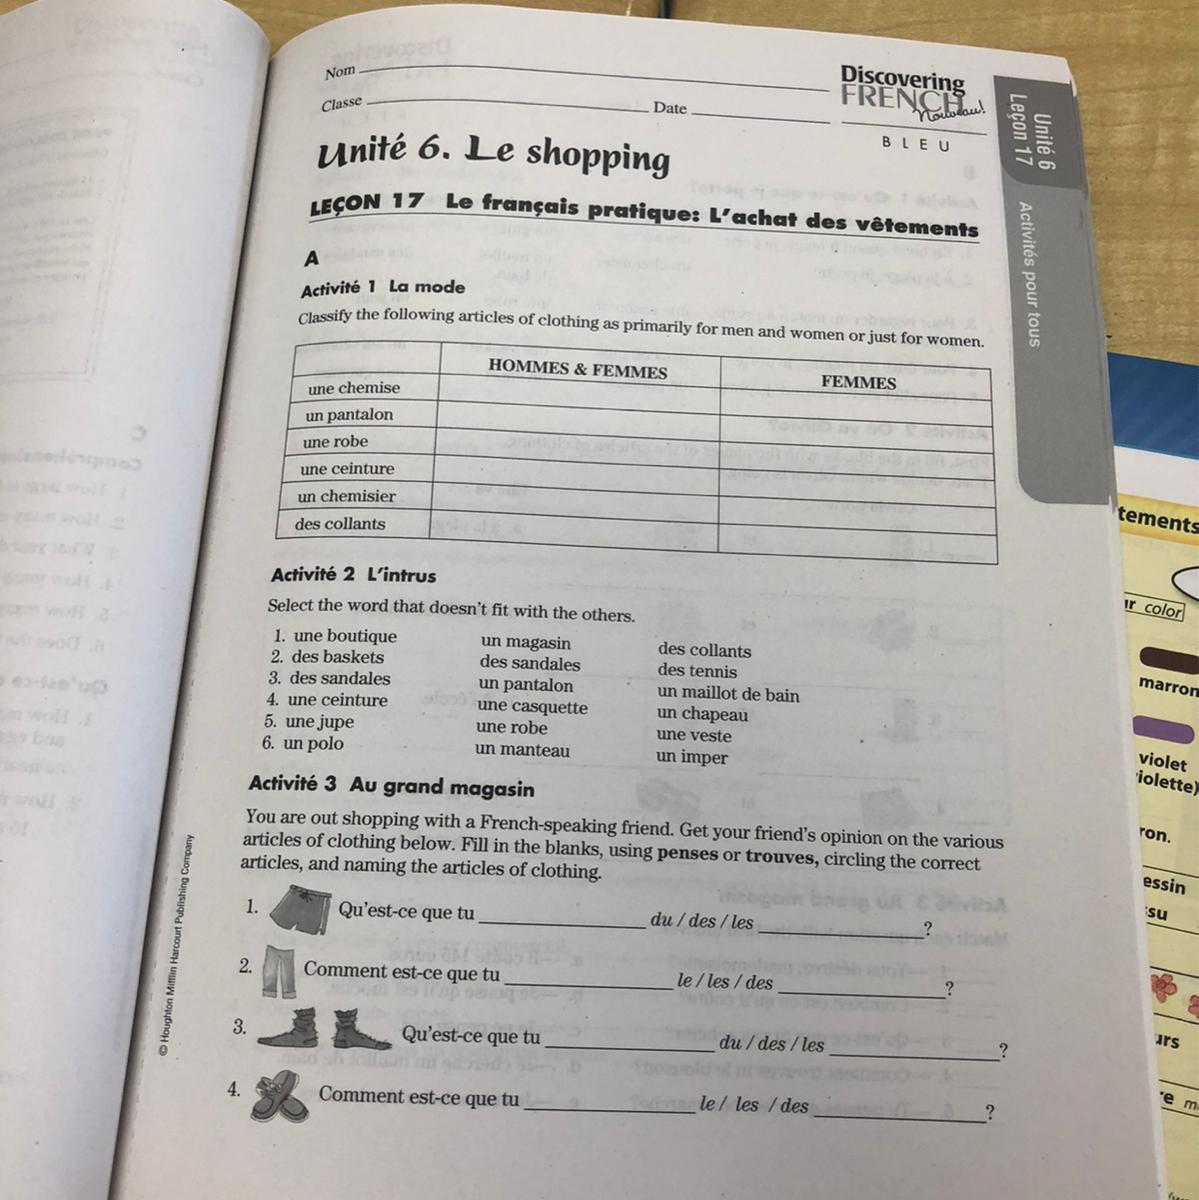 Nom
Classe Date
Discovering
FRENCH
Nouveau!
BLEU
Unité 6
Leçon 17
Activités pour tous
Unité 6. Le shopping
LEÇON 17 Le français pratique: L'achat des vêtements
A
Activité 1 La mode
Classify the following articles of clothing as primarily for men and women or just for women.
HOMMES & FEMMES FEMMES
une chemise
un pantalon
une robe
une ceinture
un chemisier
des collants
Activité 2 L'intrus
Select the word that doesn't fit with the others.
1. une boutique un magasin des collants
2. des baskets des sandales des tennis
3. des sandales un pantalon un maillot de bain
4. une ceinture une casquette un chapeau
5. une jupe une robe une veste
6. un polo un manteau un imper
Activité 3 Au grand magasin
You are out shopping with a French-speaking friend. Get your friend's opinion on the various
articles of clothing below. Fill in the blanks, using penses or trouves, circling the correct
articles, and naming the articles of clothing.
1. Qu'est-ce que tu du / des / les ?
2. Comment est-ce que tu le / les / des ?
3. Qu'est-ce que tu du / des / les ?
4. Comment est-ce que tu le / les / des ?
© Houghton Mifflin Harcourt Publishing Company
tements
ur color
marron
violet
violette)
ron.
essin
su
urs
re m